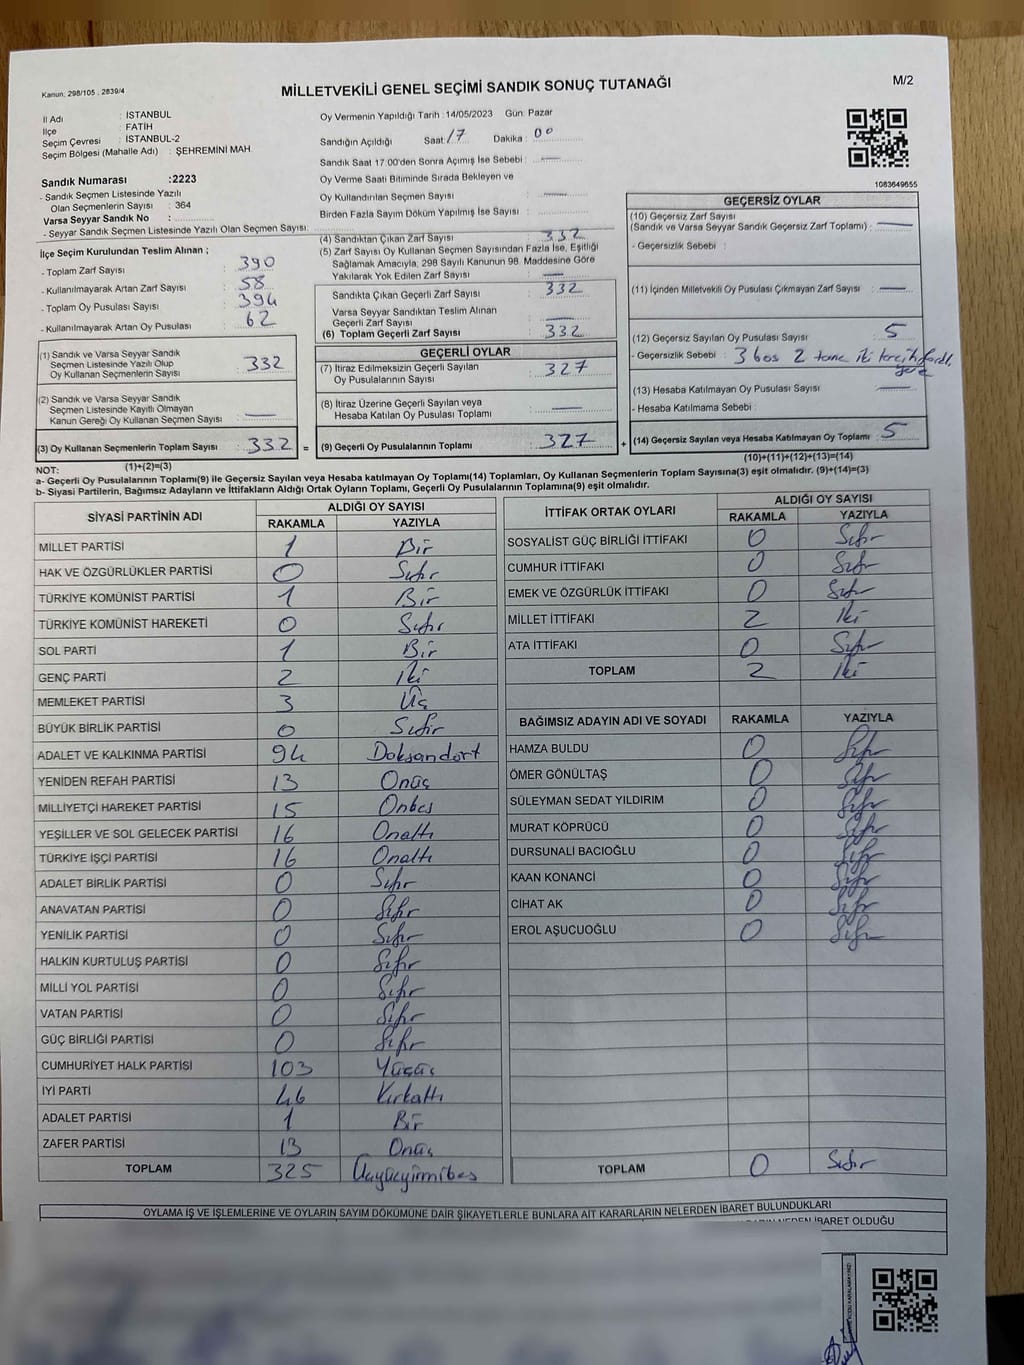 Kanun: 298/105 , 2839/4
MİLLETVEKİLİ GENEL SEÇİMİ SANDIK SONUÇ TUTANAĞI
M/2
İl Adı : İSTANBUL
İlçe : FATİH
Seçim Çevresi : İSTANBUL-2
Seçim Bölgesi (Mahalle Adı) : ŞEHREMİNİ MAH.
Sandık Numarası :2223
- Sandık Seçmen Listesinde Yazılı
Olan Seçmenlerin Sayısı : 364
Varsa Seyyar Sandık No :
- Seyyar Sandık Seçmen Listesinde Yazılı Olan Seçmen Sayısı:
Oy Vermenin Yapıldığı Tarih :14/05/2023 Gün: Pazar
Sandığın Açıldığı Saat: 17 Dakika : 00
Sandık Saat 17.00'den Sonra Açımış İse Sebebi : —
Oy Verme Saati Bitiminde Sırada Bekleyen ve
Oy Kullandırılan Seçmen Sayısı : —
Birden Fazla Sayım Döküm Yapılmış İse Sayısı :
1083649655
İlçe Seçim Kurulundan Teslim Alınan ;
- Toplam Zarf Sayısı : 390
- Kullanılmayarak Artan Zarf Sayısı : 58
- Toplam Oy Pusulası Sayısı : 394
- Kullanılmayarak Artan Oy Pusulası : 62
(1) Sandık ve Varsa Seyyar Sandık
Seçmen Listesinde Yazılı Olup
Oy Kullanan Seçmenlerin Sayısı : 332
(2) Sandık ve Varsa Seyyar Sandık
Seçmen Listesinde Kayıtlı Olmayan
Kanun Gereği Oy Kullanan Seçmen Sayısı : —
(3) Oy Kullanan Seçmenlerin Toplam Sayısı : 332 =
(4) Sandıktan Çıkan Zarf Sayısı : 332
(5) Zarf Sayısı Oy Kullanan Seçmen Sayısından Fazla İse, Eşitliği
Sağlamak Amacıyla, 298 Sayılı Kanunun 98. Maddesine Göre
Yakılarak Yok Edilen Zarf Sayısı : —
Sandıkta Çıkan Geçerli Zarf Sayısı : 332
Varsa Seyyar Sandıktan Teslim Alınan
Geçerli Zarf Sayısı : —
(6) Toplam Geçerli Zarf Sayısı : 332
GEÇERLİ OYLAR
(7) İtiraz Edilmeksizin Geçerli Sayılan
Oy Pusulalarının Sayısı : 327
(8) İtiraz Üzerine Geçerli Sayılan veya
Hesaba Katılan Oy Pusulası Toplamı : —
(9) Geçerli Oy Pusulalarının Toplamı : 327 +
GEÇERSİZ OYLAR
(10) Geçersiz Zarf Sayısı
(Sandık ve Varsa Seyyar Sandık Geçersiz Zarf Toplamı) : —
- Geçersizlik Sebebi :
(11) İçinden Milletvekili Oy Pusulası Çıkmayan Zarf Sayısı : —
(12) Geçersiz Sayılan Oy Pusulası Sayısı : 5
- Geçersizlik Sebebi : 3 bos 2 tane iki tercih
(13) Hesaba Katılmayan Oy Pusulası Sayısı : —
- Hesaba Katılmama Sebebi :
(14) Geçersiz Sayılan veya Hesaba Katılmayan Oy Toplamı : 5
NOT: (1)+(2)=(3) (10)+(11)+(12)+(13)=(14)
a- Geçerli Oy Pusulalarının Toplamı(9) ile Geçersiz Sayılan veya Hesaba katılmayan Oy Toplamı(14) Toplamları, Oy Kullanan Seçmenlerin Toplam Sayısına(3) eşit olmalıdır. (9)+(14)=(3)
b- Siyasi Partilerin, Bağımsız Adayların ve İttifakların Aldığı Ortak Oyların Toplamı, Geçerli Oy Pusulalarının Toplamına(9) eşit olmalıdır.
SİYASİ PARTİNİN ADI ALDIĞI OY SAYISI
RAKAMLA YAZIYLA
MİLLET PARTİSİ 1 Bir
HAK VE ÖZGÜRLÜKLER PARTİSİ 0 Sıfır
TÜRKİYE KOMÜNİST PARTİSİ 1 Bir
TÜRKİYE KOMÜNİST HAREKETİ 0 Sıfır
SOL PARTİ 1 Bir
GENÇ PARTİ 2 İki
MEMLEKET PARTİSİ 3 Üç
BÜYÜK BİRLİK PARTİSİ 0 Sıfır
ADALET VE KALKINMA PARTİSİ 94 Doksandört
YENİDEN REFAH PARTİSİ 13 Onüç
MİLLİYETÇİ HAREKET PARTİSİ 15 Onbes
YEŞİLLER VE SOL GELECEK PARTİSİ 16 Onaltı
TÜRKİYE İŞÇİ PARTİSİ 16 Onaltı
ADALET BİRLİK PARTİSİ 0 Sıfır
ANAVATAN PARTİSİ 0 Sıfır
YENİLİK PARTİSİ 0 Sıfır
HALKIN KURTULUŞ PARTİSİ 0 Sıfır
MİLLİ YOL PARTİSİ 0 Sıfır
VATAN PARTİSİ 0 Sıfır
GÜÇ BİRLİĞİ PARTİSİ 0 Sıfır
CUMHURİYET HALK PARTİSİ 103 Yüzüç
İYİ PARTİ 46 Kırkaltı
ADALET PARTİSİ 1 Bir
ZAFER PARTİSİ 13 Onüç
TOPLAM 325 Üçyüzyirmibes
İTTİFAK ORTAK OYLARI ALDIĞI OY SAYISI
RAKAMLA YAZIYLA
SOSYALİST GÜÇ BİRLİĞİ İTTİFAKI 0 Sıfır
CUMHUR İTTİFAKI 0 Sıfır
EMEK VE ÖZGÜRLÜK İTTİFAKI 0 Sıfır
MİLLET İTTİFAKI 2 İki
ATA İTTİFAKI 0 Sıfır
TOPLAM 2 İki
BAĞIMSIZ ADAYIN ADI VE SOYADI RAKAMLA YAZIYLA
HAMZA BULDU 0 Sıfır
ÖMER GÖNÜLTAŞ 0 Sıfır
SÜLEYMAN SEDAT YILDIRIM 0 Sıfır
MURAT KÖPRÜCÜ 0 Sıfır
DURSUNALİ BACIOĞLU 0 Sıfır
KAAN KONANCİ 0 Sıfır
CİHAT AK 0 Sıfır
EROL AŞUCUOĞLU 0 Sıfır
TOPLAM 0 Sıfır
OYLAMA İŞ VE İŞLEMLERİNE VE OYLARIN SAYIM DÖKÜMÜNE DAİR ŞİKAYETLERLE BUNLARA AİT KARARLARIN NELERDEN İBARET BULUNDUKLARI
NEDEN İBARET OLDUĞU